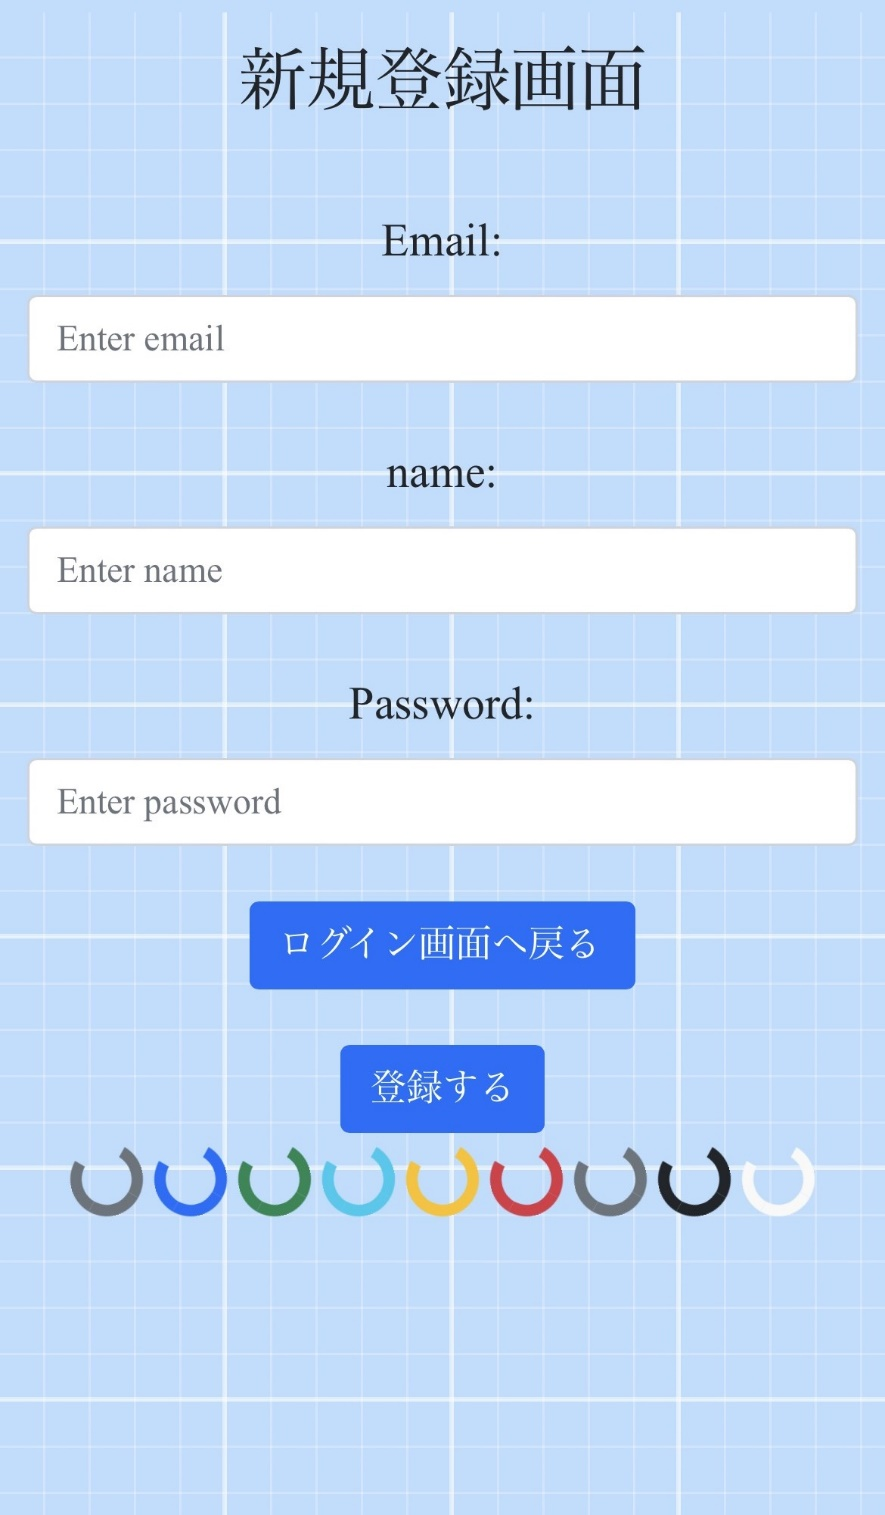 新規登録画面
Email:
Enter email
name:
Enter name
Password:
Enter password
ログイン画面へ戻る
登録する